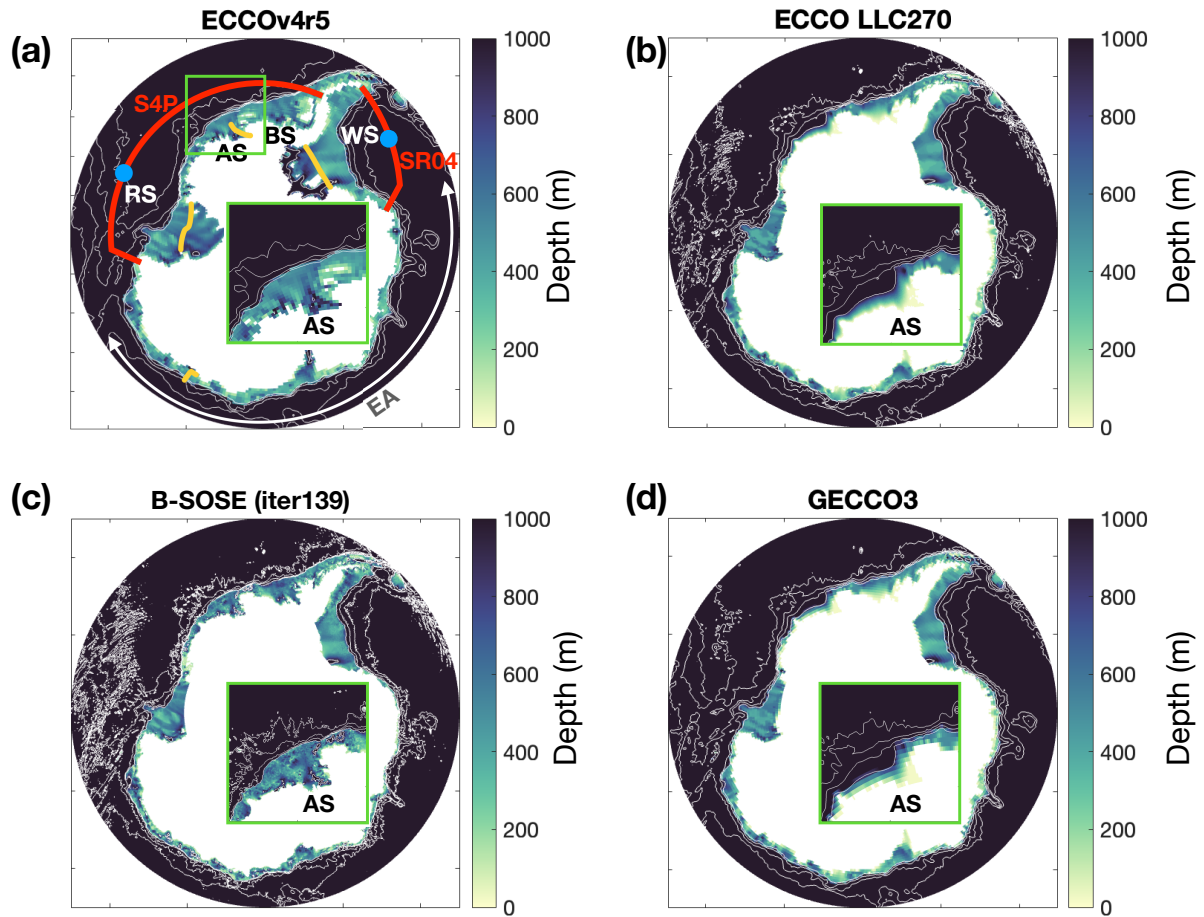 ECCOv4r5
(a)
S4P
AS
BS
WS
SR04
RS
AS
EA
1000
800
600
400
200
0
Depth (m)
ECCO LLC270
(b)
AS
1000
800
600
400
200
0
Depth (m)
B-SOSE (iter139)
(c)
AS
1000
800
600
400
200
0
Depth (m)
GECCO3
(d)
AS
1000
800
600
400
200
0
Depth (m)